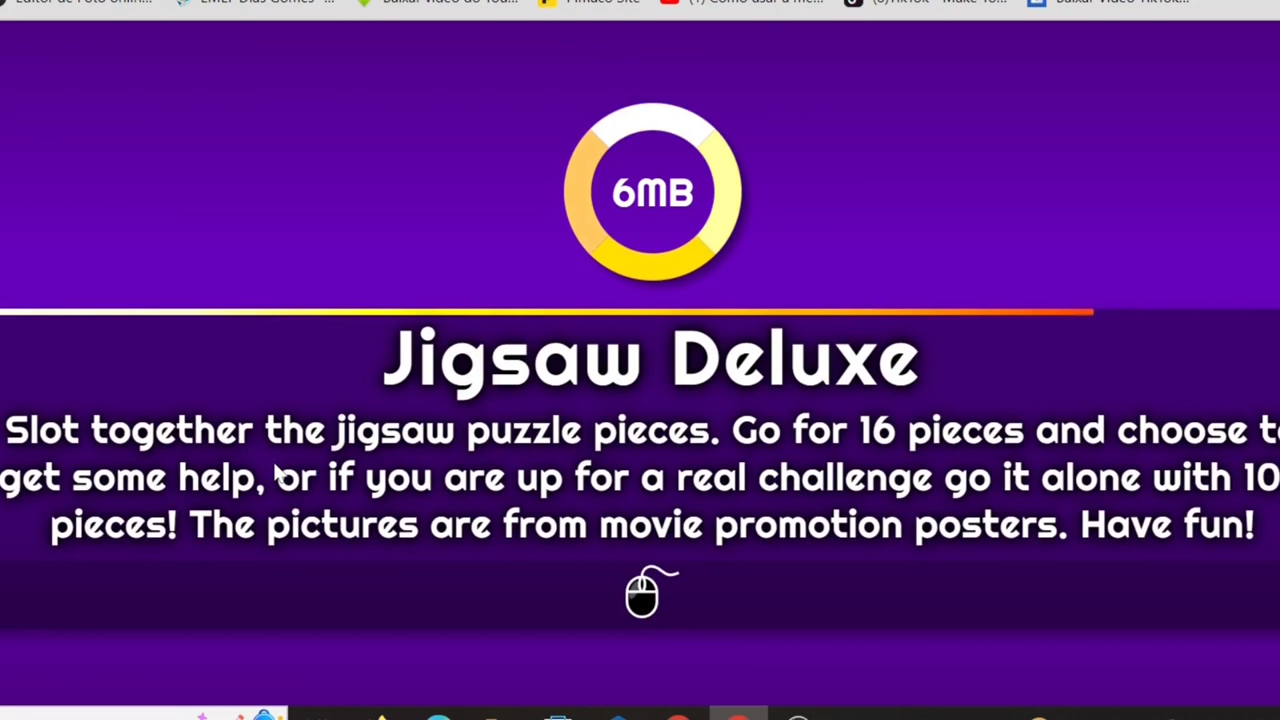 6MB
Jigsaw Deluxe
Slot together the jigsaw puzzle pieces. Go for 16 pieces and choose
get some help, or if you are up for a real challenge go it alone with
pieces! The pictures are from movie promotion posters. Have fun!